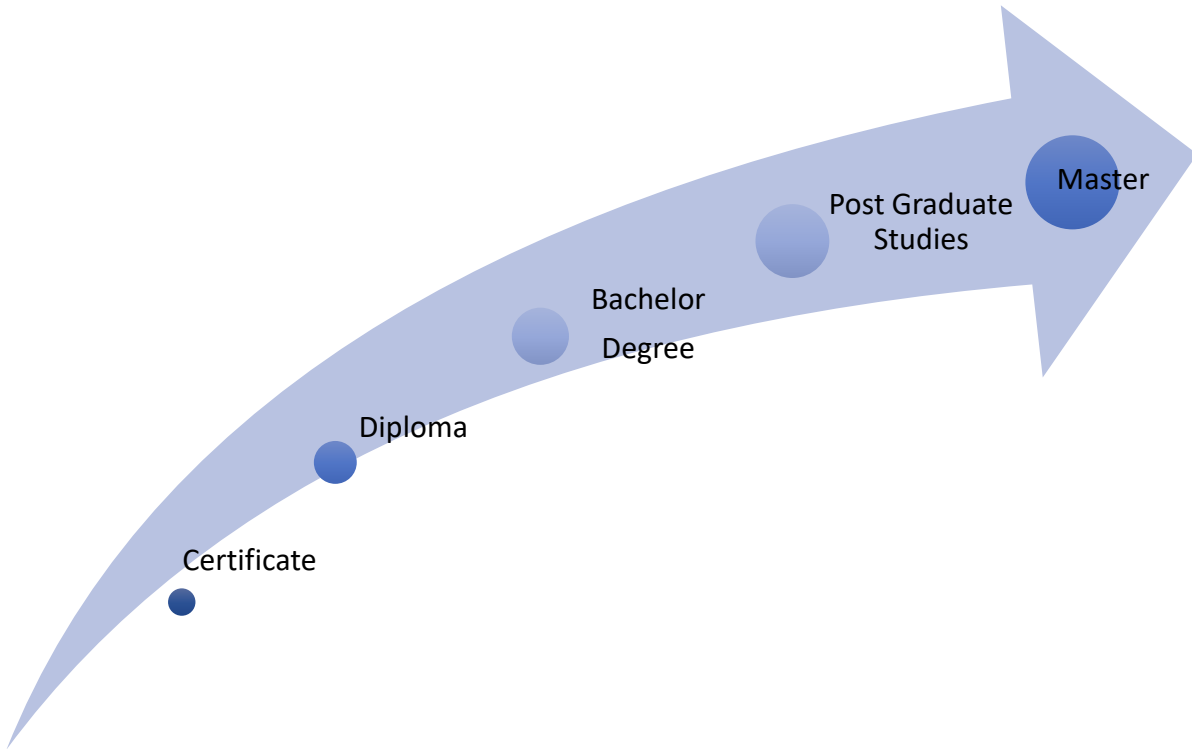 Master
Post Graduate
Studies
Bachelor
Degree
Diploma
Certificate